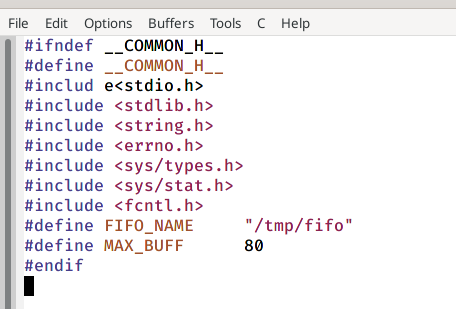 File Edit Options Buffers Tools C Help
#ifndef __COMMON_H__
#define __COMMON_H__
#includ e<stdio.h>
#include <stdlib.h>
#include <string.h>
#include <errno.h>
#include <sys/types.h>
#include <sys/stat.h>
#include <fcntl.h>
#define FIFO_NAME     "/tmp/fifo"
#define MAX_BUFF      80
#endif